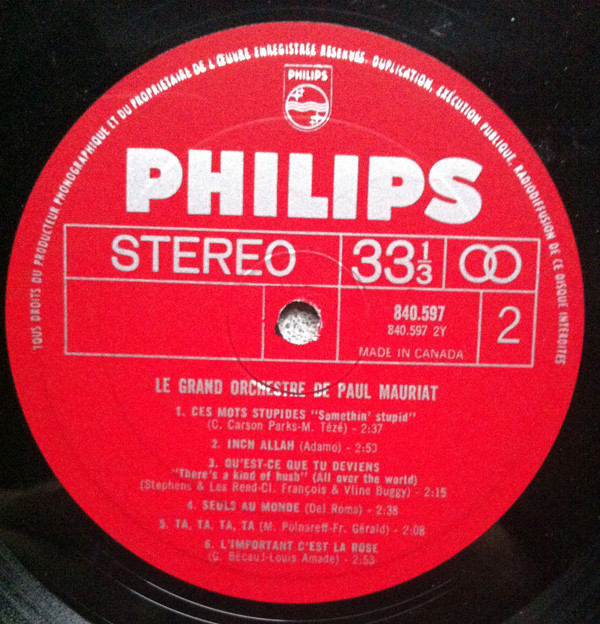 TOUS DROITS DU PRODUCTEUR PHONOGRAPHIQUE ET DU PROPRIETAIRE DE L'ŒUVRE ENREGISTRÉE RESERVÉS. DUPLICATION, EXÉCUTION PUBLIQUE, RADIODIFFUSION DE CE DISQUE INTERDITES
PHILIPS
PHILIPS
STEREO 33 1/3
840.597
840.597 2Y 2
MADE IN CANADA
LE GRAND ORCHESTRE DE PAUL MAURIAT
1. CES MOTS STUPIDES "Somethin' stupid"
(C. Carson Parks-M. Tézé) - 2:37
2. INCH ALLAH (Adamo) - 2:53
3. QU'EST-CE QUE TU DEVIENS
"There's a kind of hush" (All over the world)
(Stephens & Les Reed-Cl. François & Vline Buggy) - 2:15
4. SEULS AU MONDE (Del Roma) - 2:38
5. TA, TA, TA, TA (M. Polnareff-Fr. Gérald) - 2:08
6. L'IMPORTANT C'EST LA ROSE
(G. Bécaud-Louis Amade) - 2:53